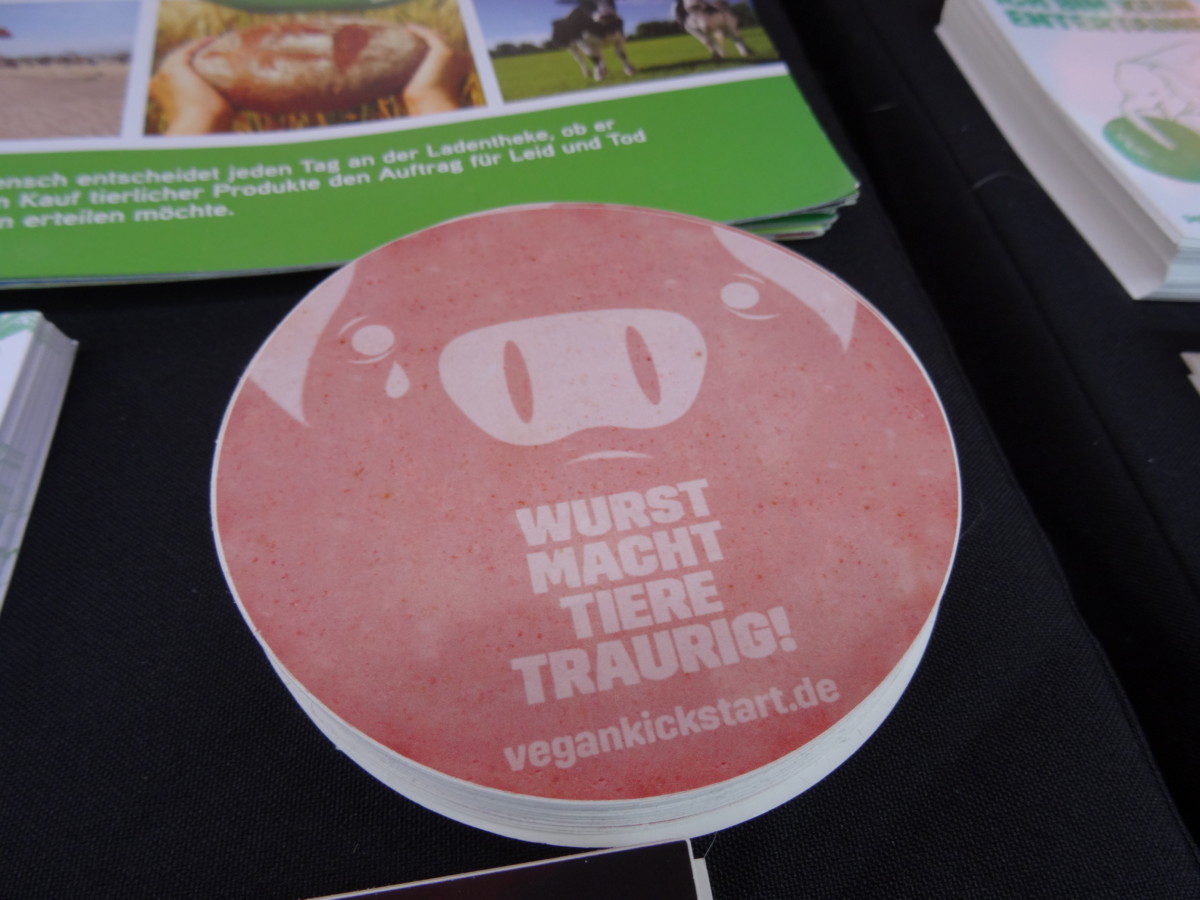 ensch entscheidet jeden Tag an der Ladentheke, ob er
n Kauf tierlicher Produkte den Auftrag für Leid und Tod
n erteilen möchte.
WURST
MACHT
TIERE
TRAURIG!
vegankickstart.de